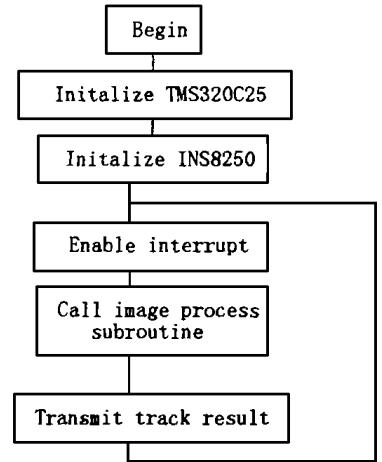 Begin
Initalize TMS320C25
Initalize INS8250
Enable interrupt
Call image process
subroutine
Transmit track result